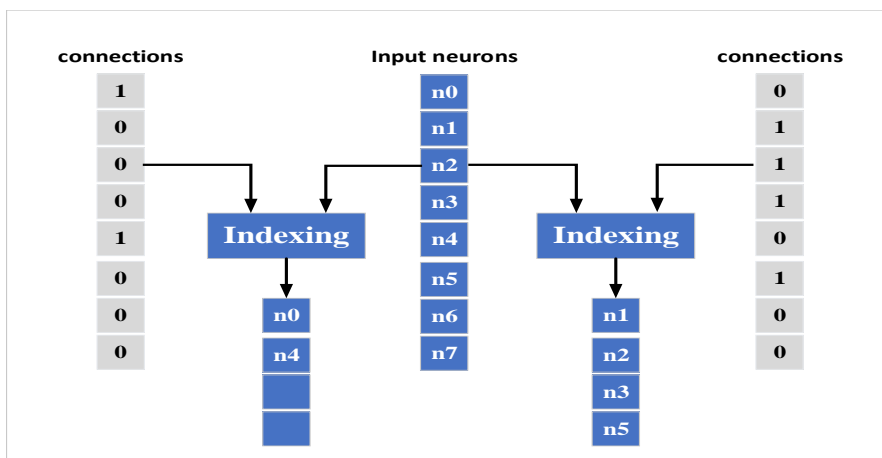 connections Input neurons connections
1 n0 0
0 n1 1
0 n2 1
0 n3 1
Indexing Indexing
1 n4 0
0 n5 1
0 n6 0
0 n7 0
n0 n1
n4 n2
n3
n5